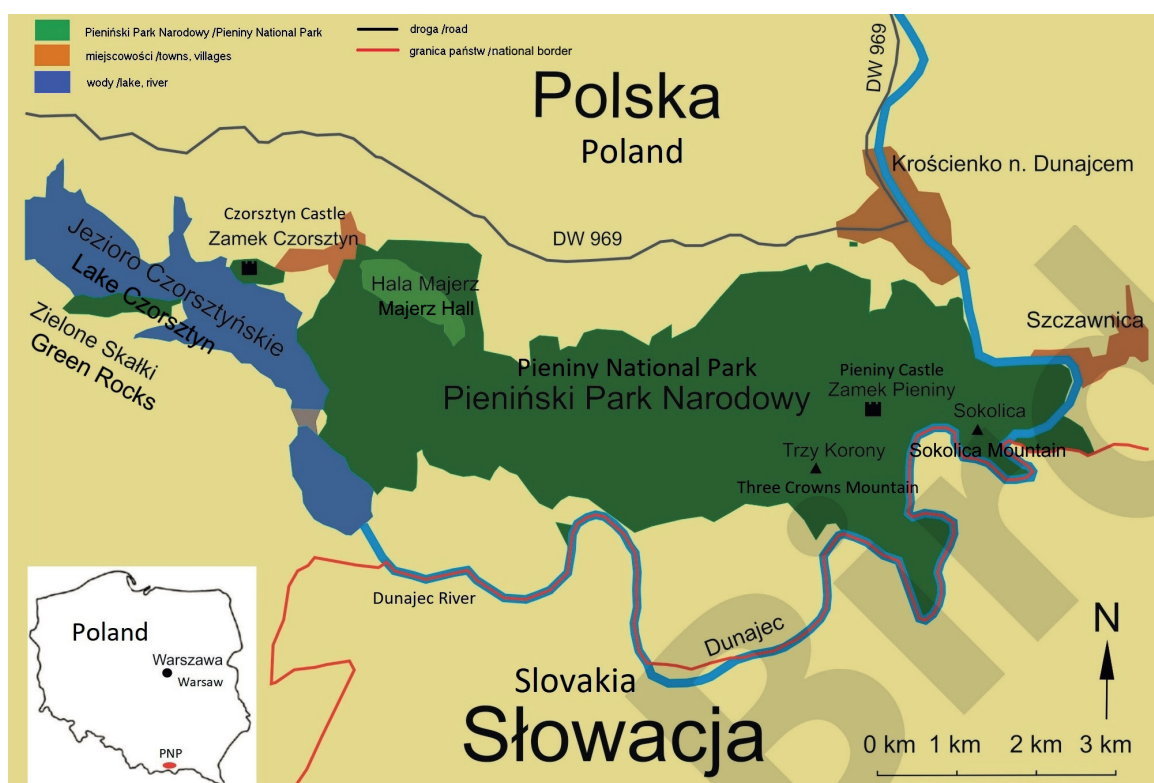 Pieniński Park Narodowy /Pieniny National Park
miejscowości /towns, villages
wody /lake, river
droga /road
granica państw /national border
DW 969
Polska
Poland
Krościenko n. Dunajcem
Czorsztyn Castle
Zamek Czorsztyn
Jezioro Czorsztyńskie
Lake Czorsztyn
DW 969
Hala Majerz
Majerz Hall
Zielone Skałki
Green Rocks
Szczawnica
Pieniny National Park
Pieniński Park Narodowy
Pieniny Castle
Zamek Pieniny
Sokolica
Sokolica Mountain
Trzy Korony
Three Crowns Mountain
Dunajec River
Dunajec
Slovakia
Słowacja
Poland
Warszawa
Warsaw
PNP
N
0 km 1 km 2 km 3 km
Bird